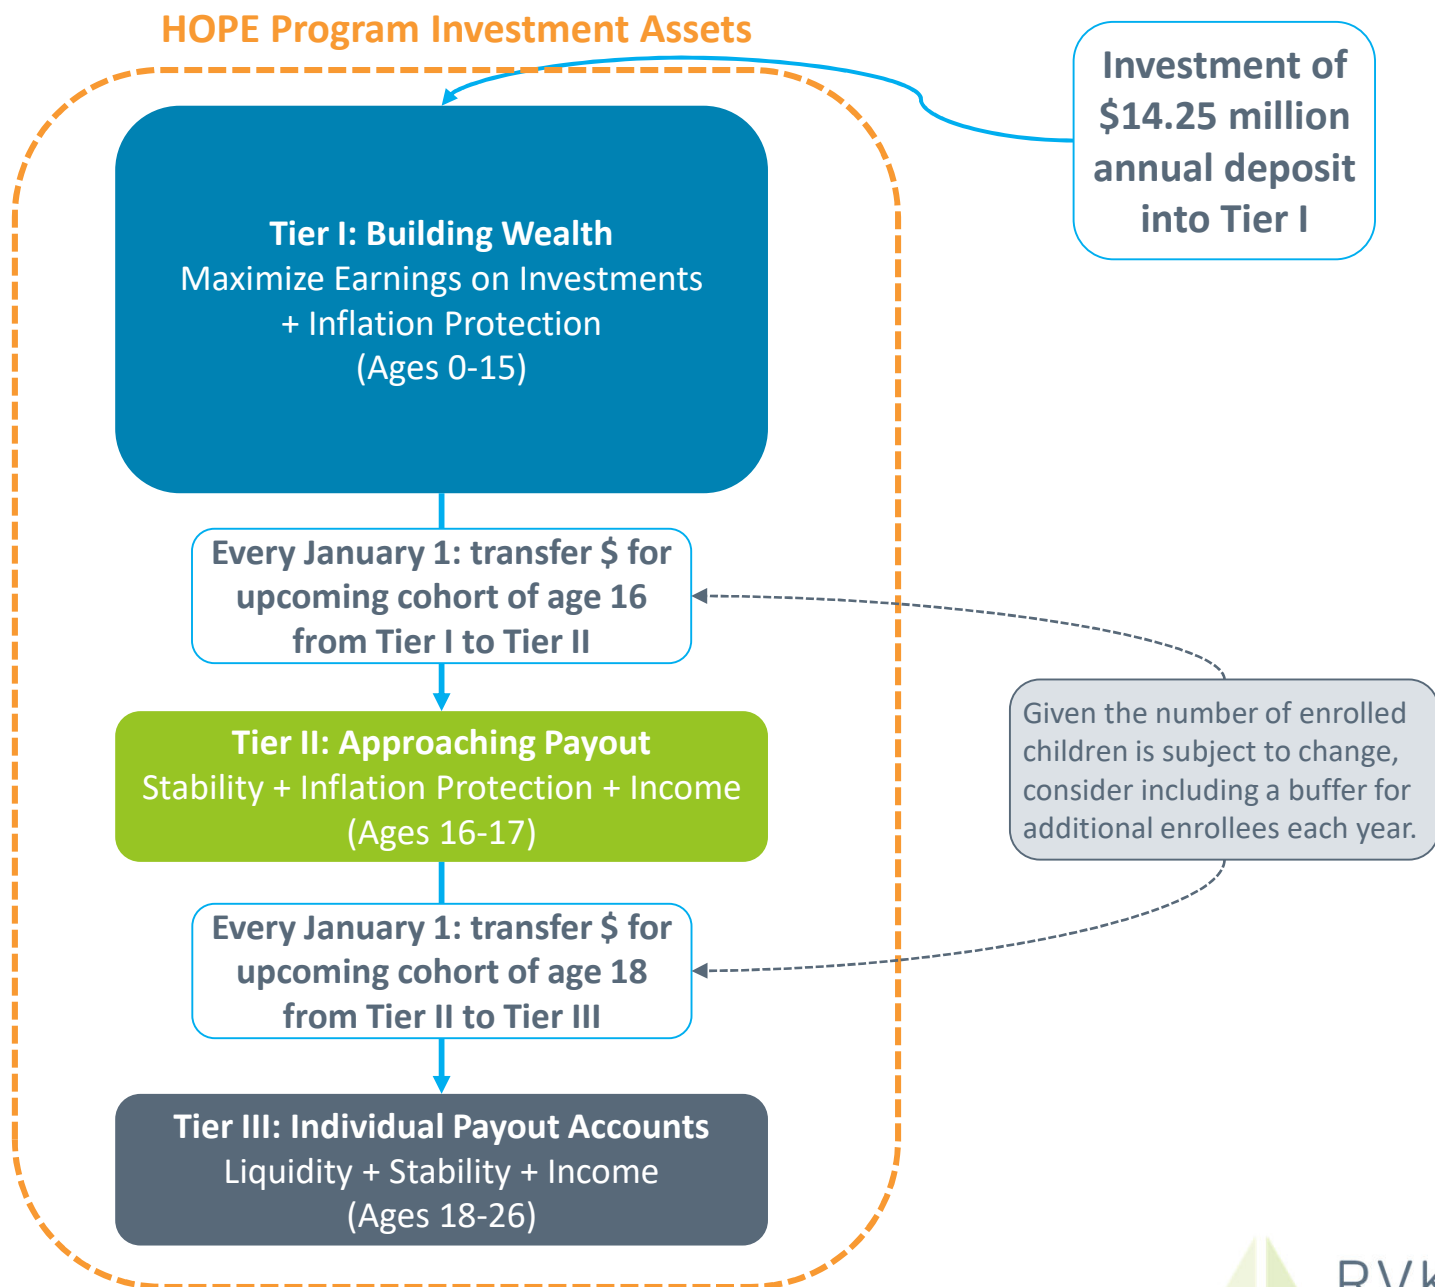 HOPE Program Investment Assets
Investment of
$14.25 million
annual deposit
into Tier I
Tier I: Building Wealth
Maximize Earnings on Investments
+ Inflation Protection
(Ages 0-15)
Every January 1: transfer $ for
upcoming cohort of age 16
from Tier I to Tier II
Given the number of enrolled
children is subject to change,
consider including a buffer for
additional enrollees each year.
Tier II: Approaching Payout
Stability + Inflation Protection + Income
(Ages 16-17)
Every January 1: transfer $ for
upcoming cohort of age 18
from Tier II to Tier III
Tier III: Individual Payout Accounts
Liquidity + Stability + Income
(Ages 18-26)